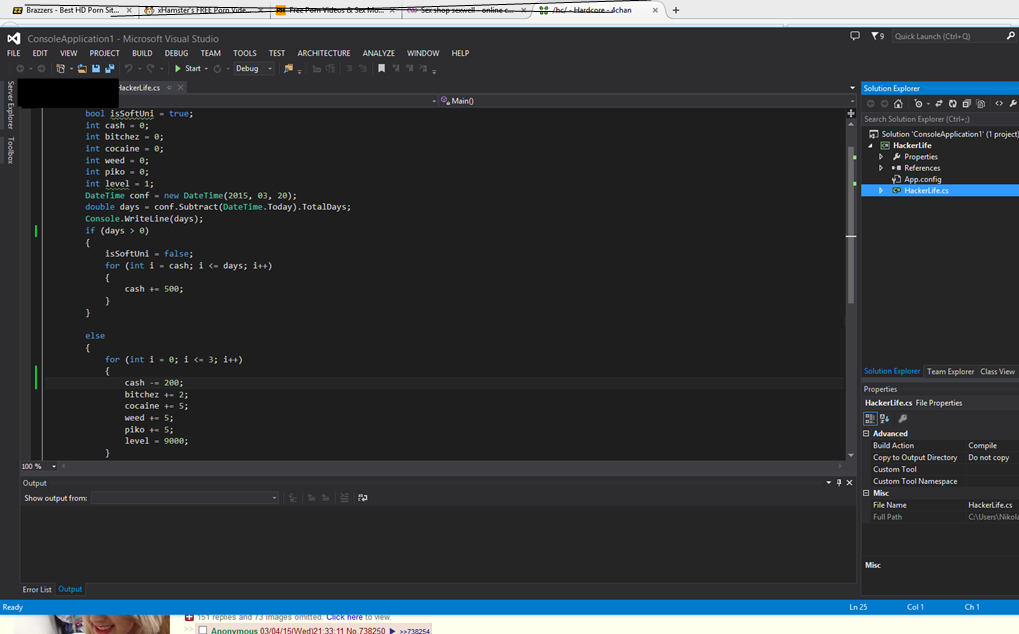 Brazzers - Best HD Porn Sit... × xHamster's FREE Porn Vide... × Free Porn Videos & Sex Mo... × Sex shop sexwell - online c... × /hc/ - Hardcore - 4chan × +
ConsoleApplication1 - Microsoft Visual Studio 9 Quick Launch (Ctrl+Q)
FILE EDIT VIEW PROJECT BUILD DEBUG TEAM TOOLS TEST ARCHITECTURE ANALYZE WINDOW HELP
Start Debug
Server Explorer
Toolbox
HackerLife.cs
Main()
bool isSoftUni = true;
int cash = 0;
int bitchez = 0;
int cocaine = 0;
int weed = 0;
int piko = 0;
int level = 1;
DateTime conf = new DateTime(2015, 03, 20);
double days = conf.Subtract(DateTime.Today).TotalDays;
Console.WriteLine(days);
if (days > 0)
{
isSoftUni = false;
for (int i = cash; i <= days; i++)
{
cash += 500;
}
}
else
{
for (int i = 0; i <= 3; i++)
{
cash -= 200;
bitchez += 2;
cocaine += 5;
weed += 5;
piko += 5;
level = 9000;
}
100 %
Output
Show output from:
Error List Output
Solution Explorer
Search Solution Explorer (Ctrl+;)
Solution 'ConsoleApplication1' (1 project)
HackerLife
Properties
References
App.config
HackerLife.cs
Solution Explorer Team Explorer Class View
Properties
HackerLife.cs File Properties
Advanced
Build Action Compile
Copy to Output Directory Do not copy
Custom Tool
Custom Tool Namespace
Misc
File Name HackerLife.cs
Full Path C:\Users\Nikola
Misc
Ready Ln 25 Col 1 Ch 1
151 replies and 73 images omitted. Click here to view.
>> Anonymous 03/04/15(Wed)21:33:11 No.738250 ▶ >>738254